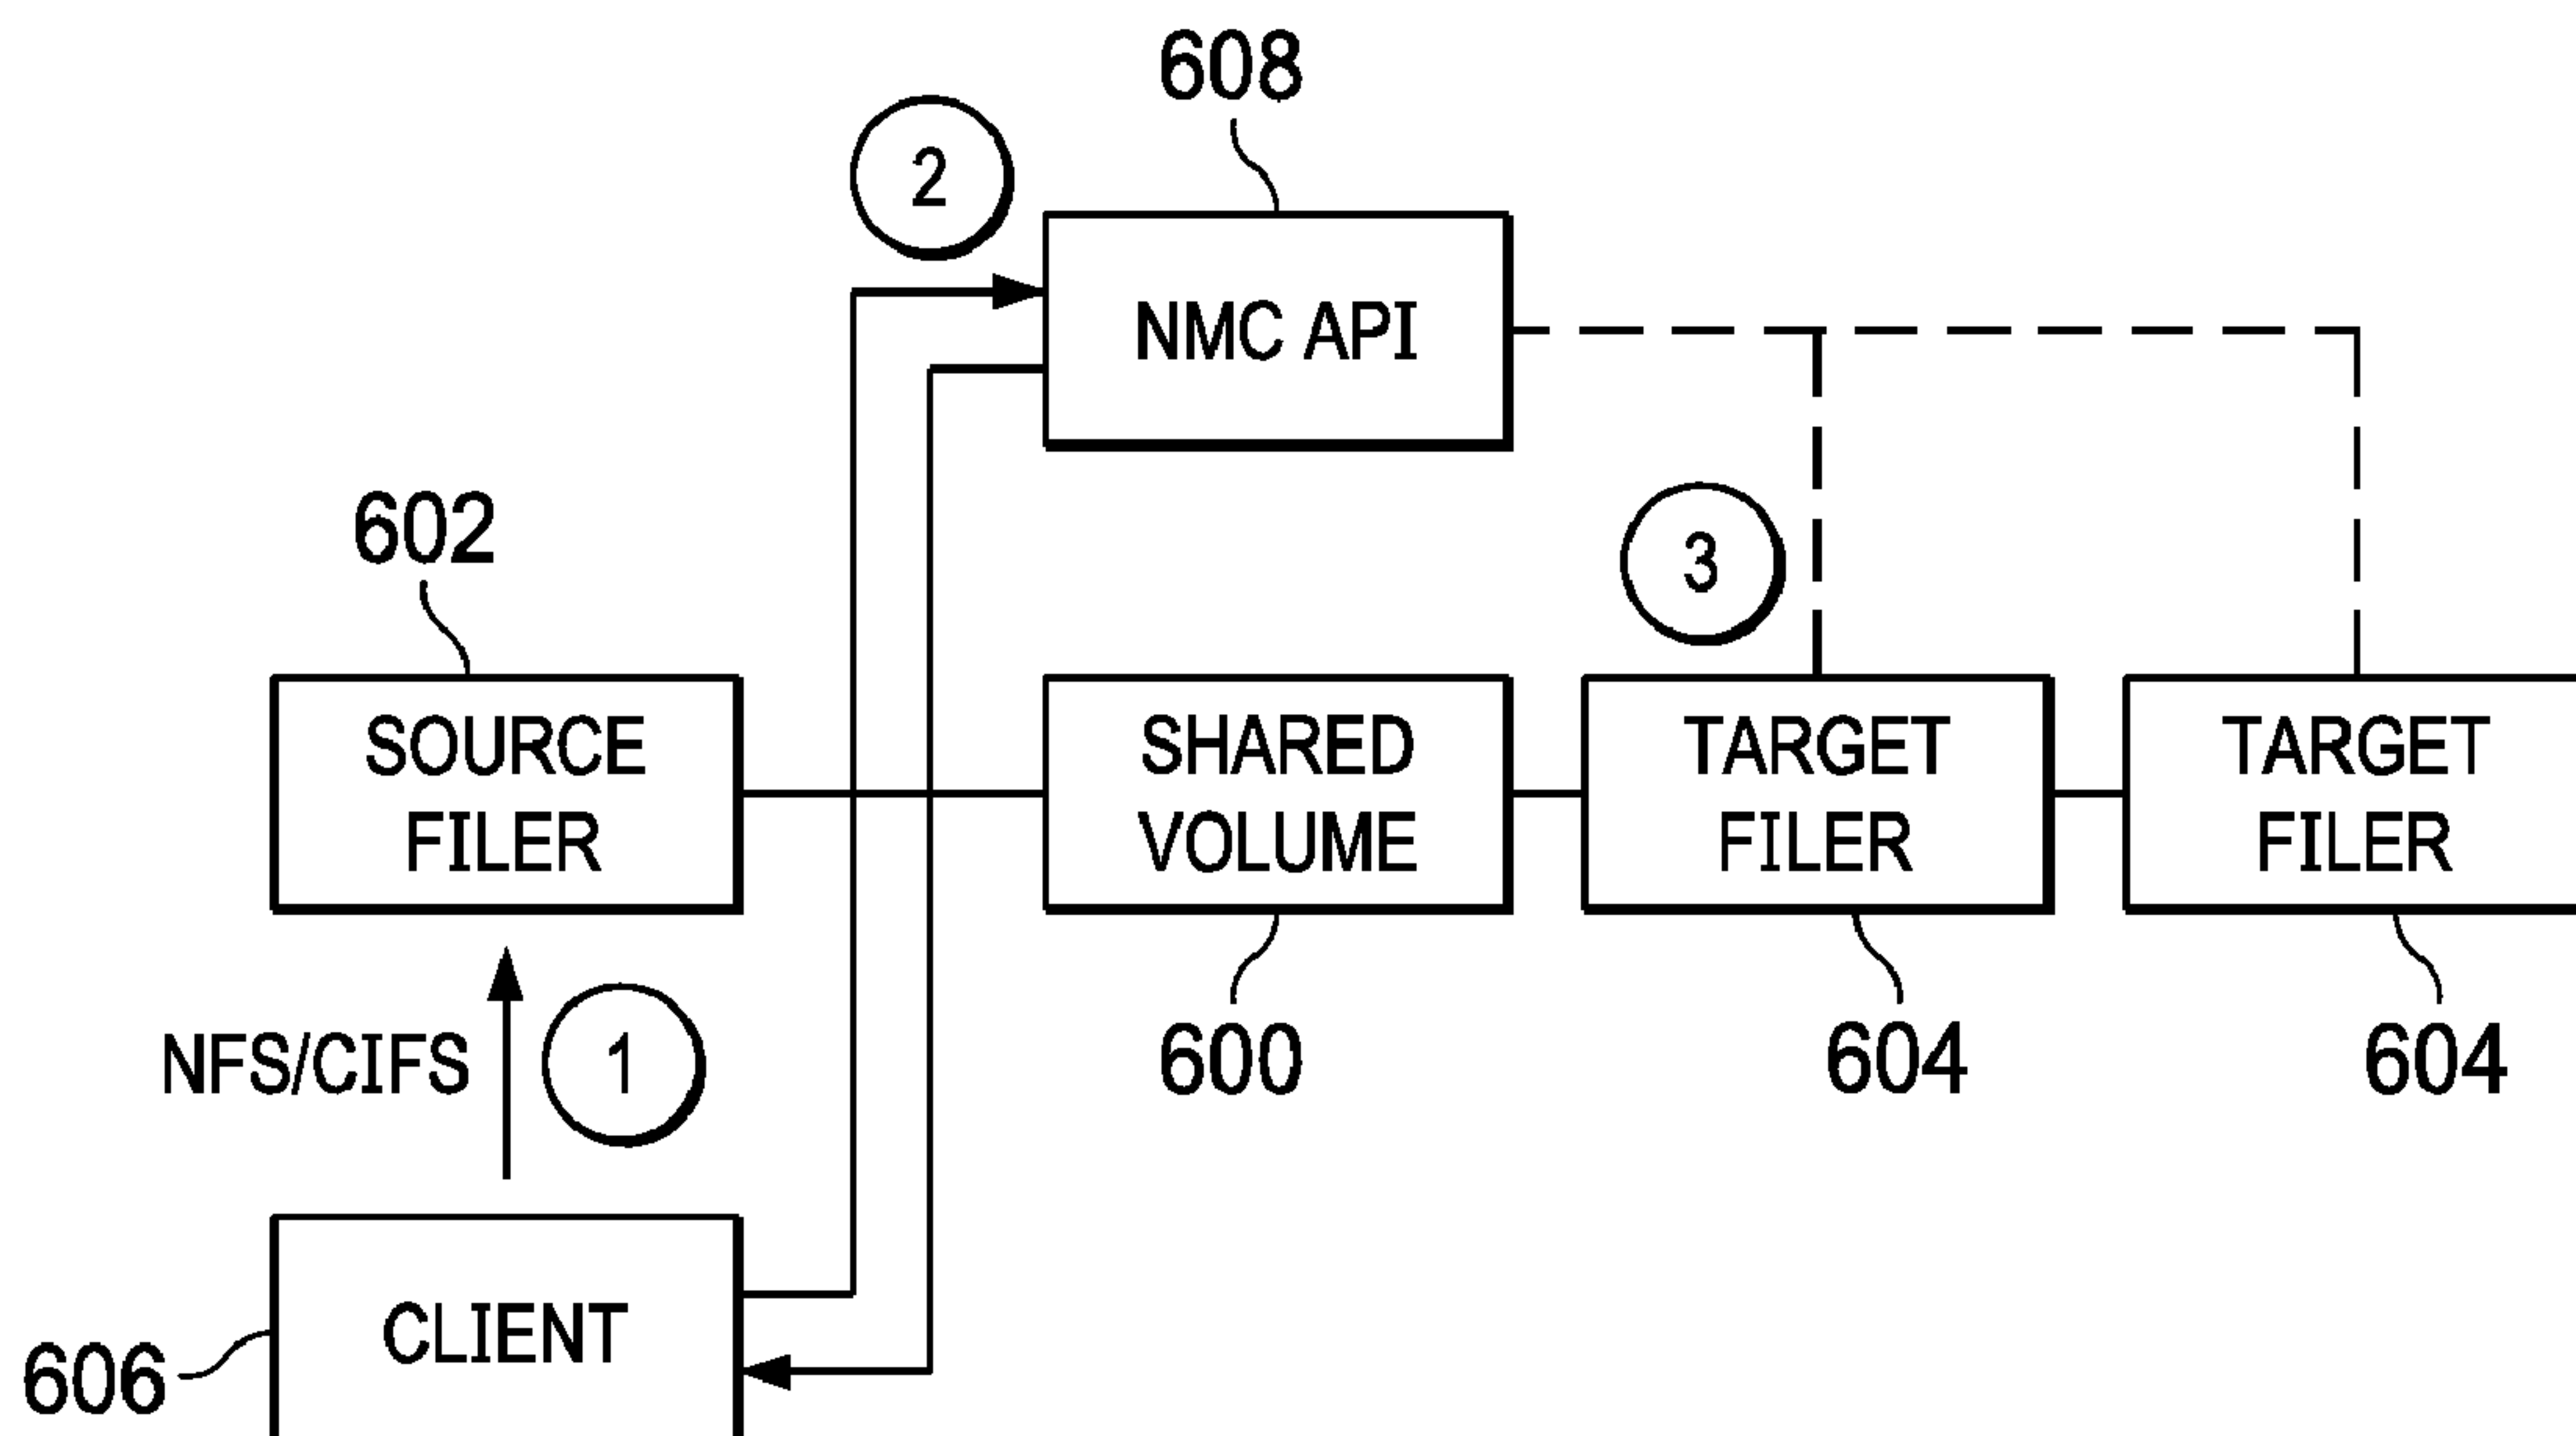 608
2
NMC API
602
3
SOURCE
FILER
SHARED
VOLUME
TARGET
FILER
TARGET
FILER
NFS/CIFS
1
600
604
604
CLIENT
606